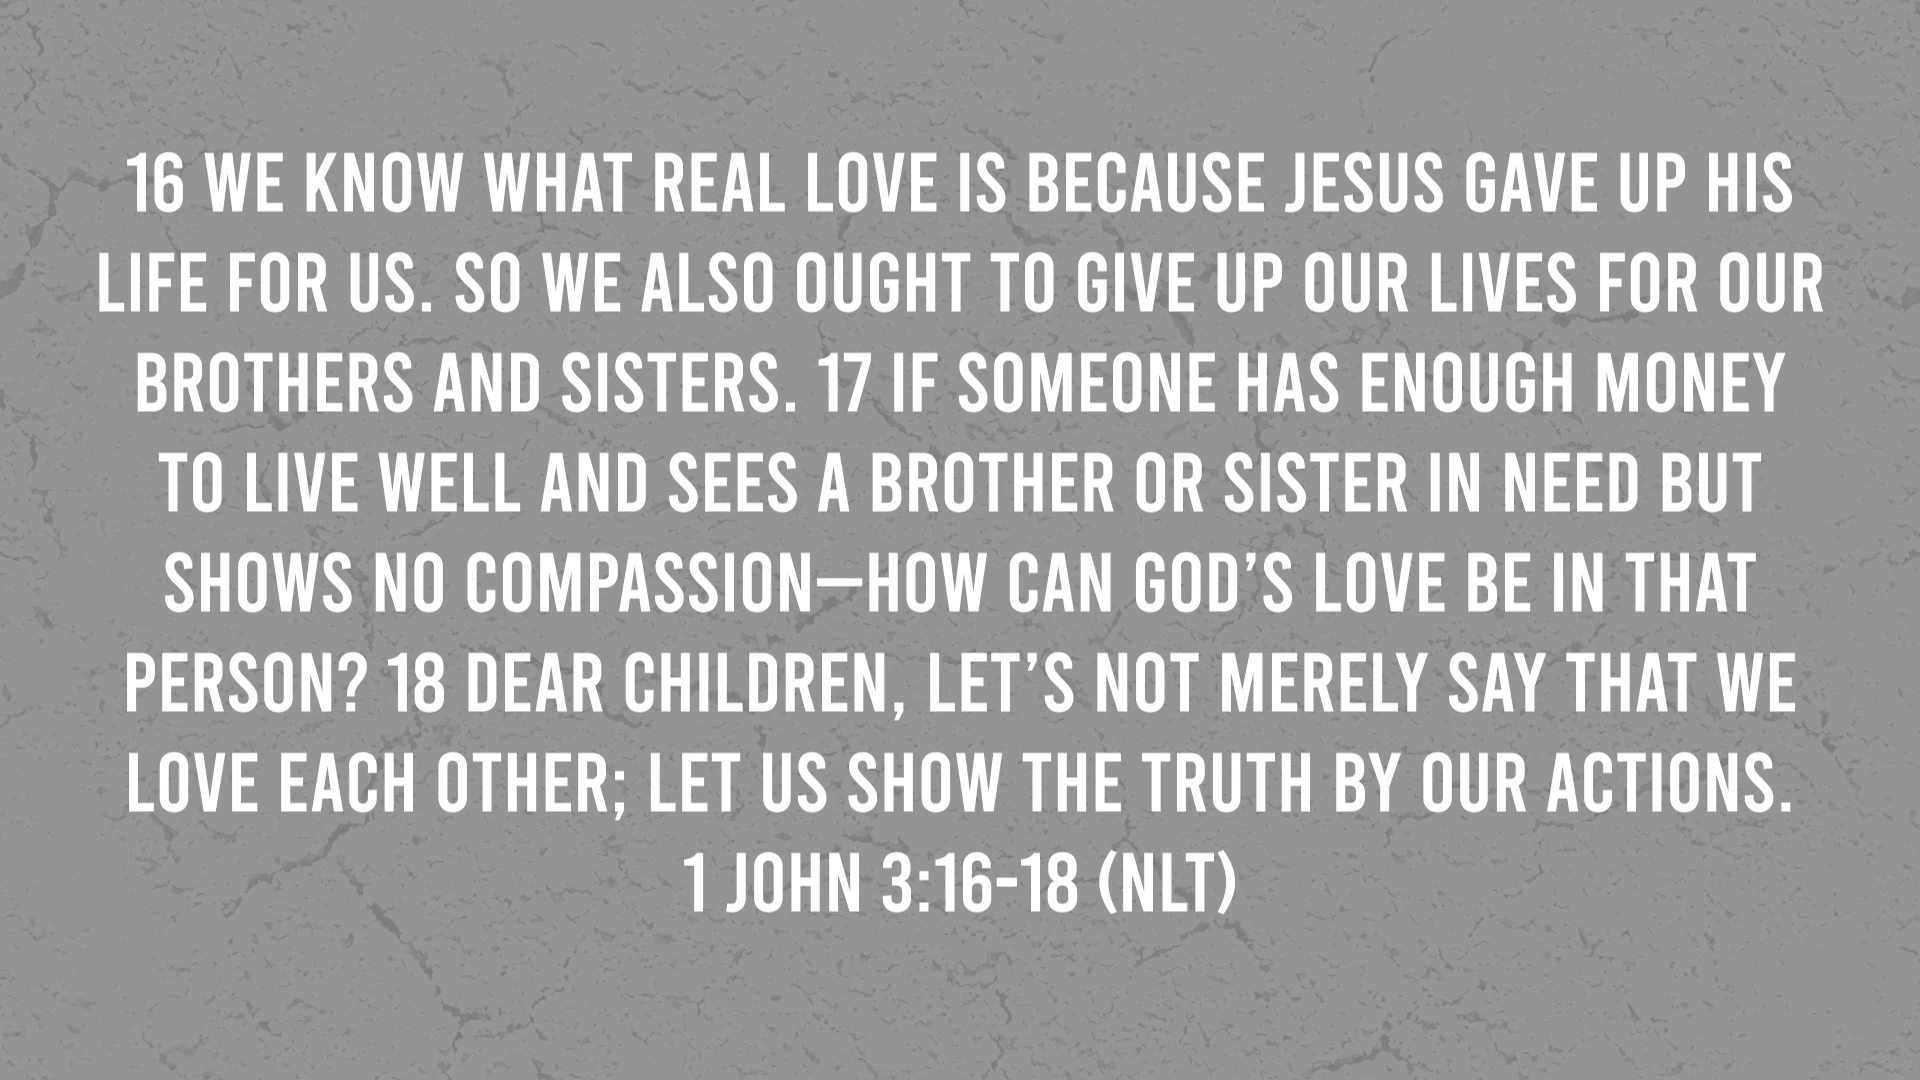 16 WE KNOW WHAT REAL LOVE IS BECAUSE JESUS GAVE UP HIS
LIFE FOR US. SO WE ALSO OUGHT TO GIVE UP OUR LIVES FOR OUR
BROTHERS AND SISTERS. 17 IF SOMEONE HAS ENOUGH MONEY
TO LIVE WELL AND SEES A BROTHER OR SISTER IN NEED BUT
SHOWS NO COMPASSION—HOW CAN GOD’S LOVE BE IN THAT
PERSON? 18 DEAR CHILDREN, LET’S NOT MERELY SAY THAT WE
LOVE EACH OTHER; LET US SHOW THE TRUTH BY OUR ACTIONS.
1 JOHN 3:16-18 (NLT)